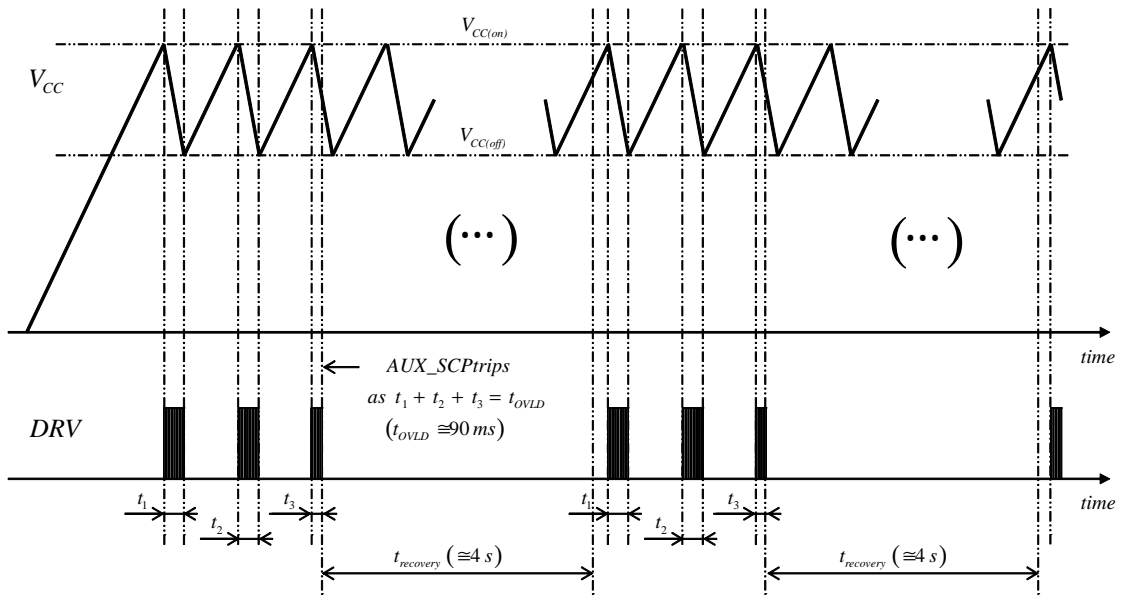 V_CC(on)
V_CC
V_CC(off)
(...)
(...)
time
AUX_SCPtrips
as t_1 + t_2 + t_3 = t_OVLD
(t_OVLD ≅90 ms)
DRV
time
t_1
t_2
t_3
t_1
t_2
t_3
t_recovery (≅4 s)
t_recovery (≅4 s)